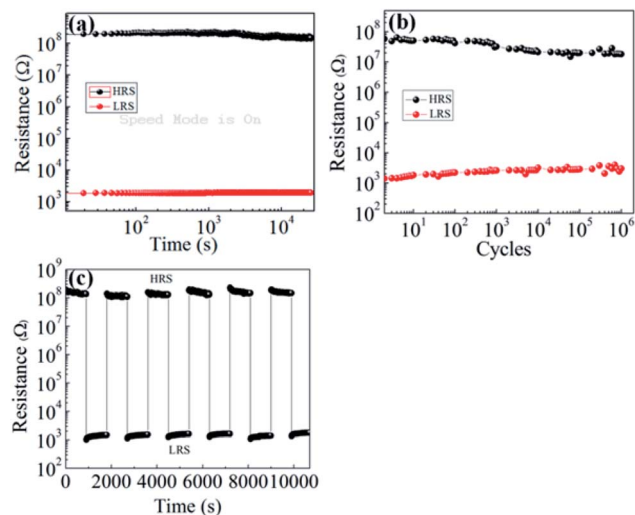 (a)
Resistance (Ω)
10⁸
10⁷
10⁶
10⁵
10⁴
10³
HRS
LRS
Speed Mode is On
10² 10³ 10⁴
Time (s)
(b)
Resistance (Ω)
10⁸
10⁷
10⁶
10⁵
10⁴
10³
10²
HRS
LRS
10¹ 10² 10³ 10⁴ 10⁵ 10⁶
Cycles
(c)
Resistance (Ω)
10⁹
10⁸
10⁷
10⁶
10⁵
10⁴
10³
10²
HRS
LRS
0 2000 4000 6000 8000 10000
Time (s)